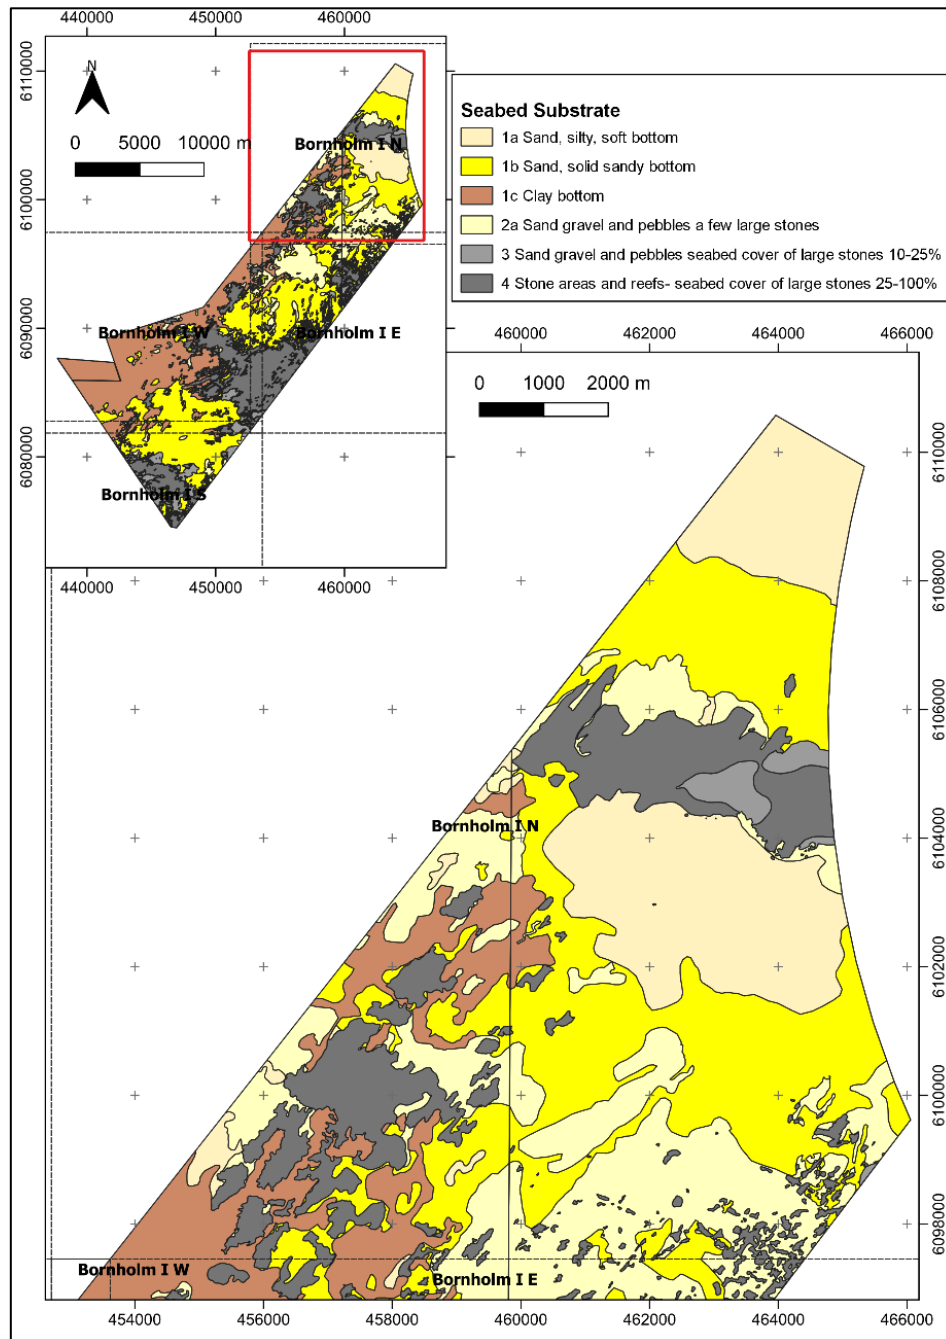 440000 450000 460000
6110000
6100000
6090000
6080000
N
0 5000 10000 m
Bornholm I N
Bornholm I W
Bornholm I E
Bornholm I S
440000 450000 460000
Seabed Substrate
1a Sand, silty, soft bottom
1b Sand, solid sandy bottom
1c Clay bottom
2a Sand gravel and pebbles a few large stones
3 Sand gravel and pebbles seabed cover of large stones 10-25%
4 Stone areas and reefs- seabed cover of large stones 25-100%
460000 462000 464000 466000
0 1000 2000 m
6110000
6108000
6106000
6104000
6102000
6100000
6098000
Bornholm I N
Bornholm I W
Bornholm I E
454000 456000 458000 460000 462000 464000 466000